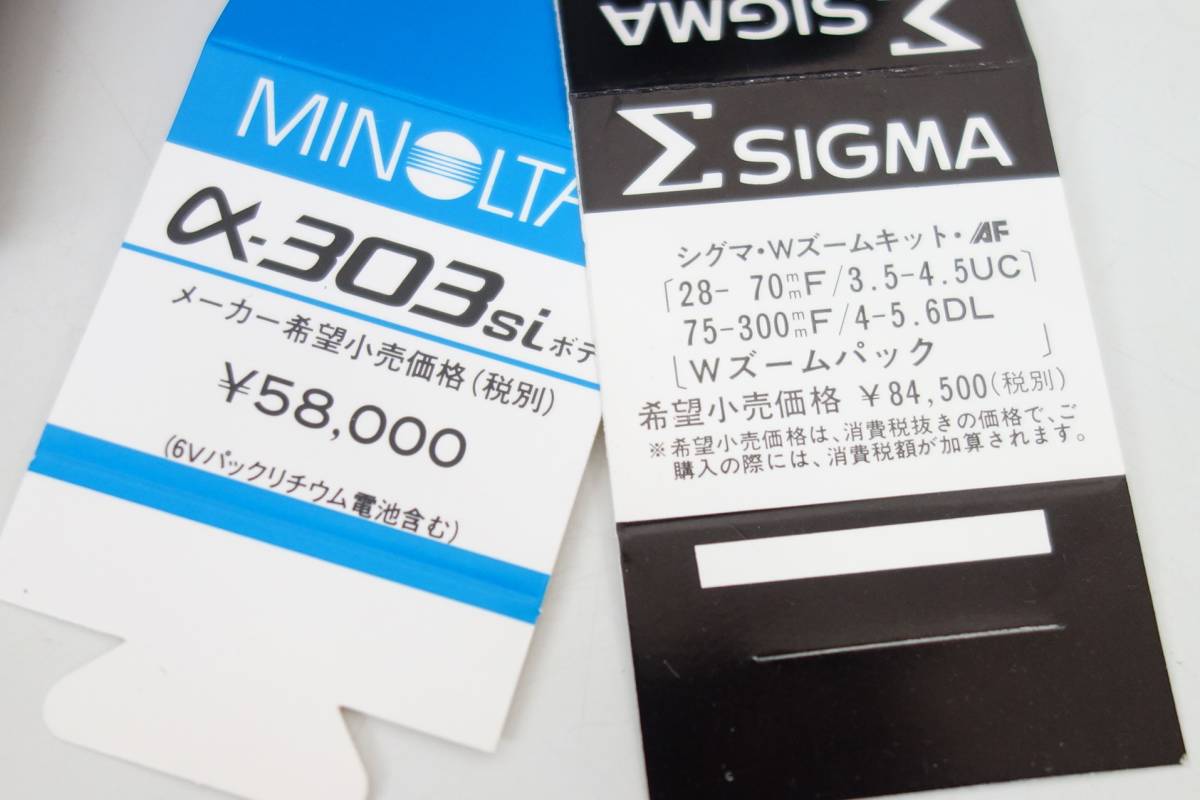 MINOLTA
α-303si ボデ
メーカー希望小売価格(税別)
¥58,000
(6Vパックリチウム電池含む)
ΣSIGMA
ΣSIGMA
シグマ・Wズームキット・AF
28- 70mmF/3.5-4.5UC
75-300mmF/4-5.6DL
Wズームパック
希望小売価格 ¥84,500(税別)
※希望小売価格は、消費税抜きの価格で、ご
購入の際には、消費税額が加算されます。